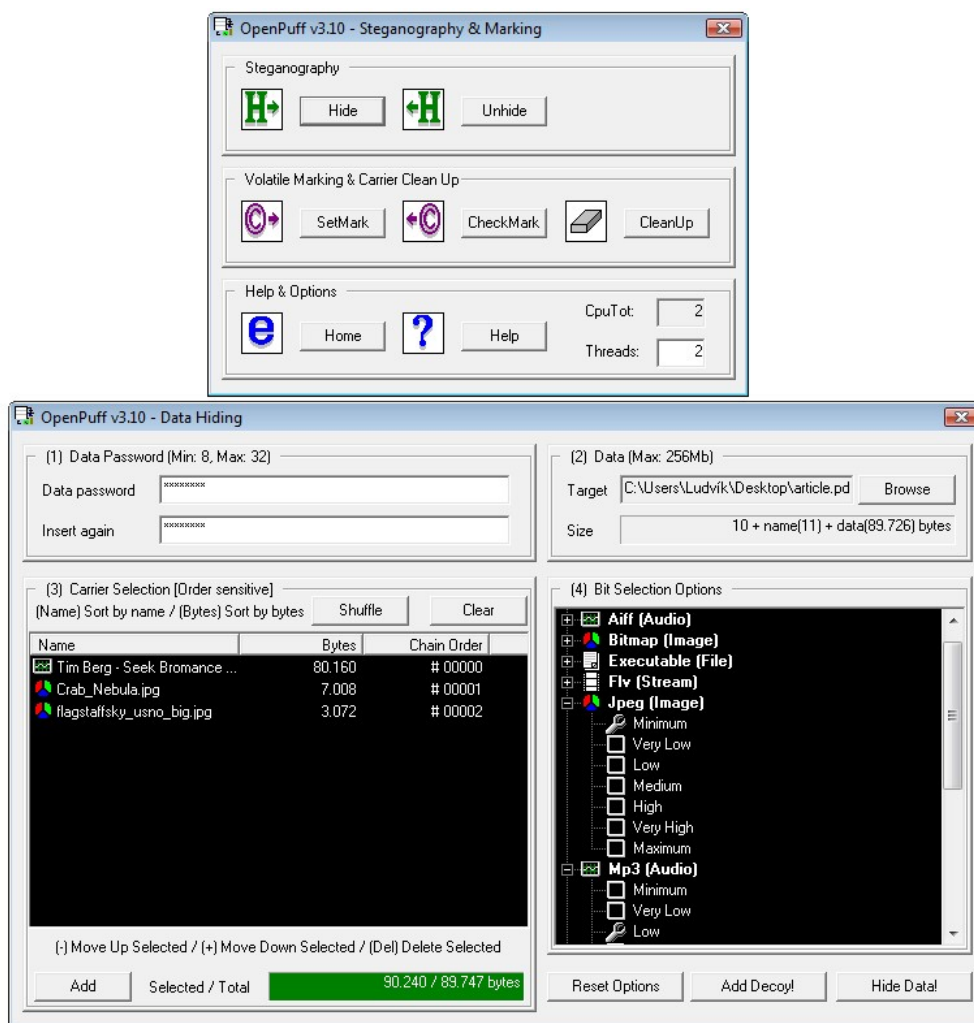 OpenPuff v3.10 - Steganography & Marking
Steganography
Hide
Unhide
Volatile Marking & Carrier Clean Up
SetMark
CheckMark
CleanUp
Help & Options
Home
Help
CpuTot: 2
Threads: 2
OpenPuff v3.10 - Data Hiding
(1) Data Password (Min: 8, Max: 32)
Data password ********
Insert again ********
(2) Data (Max: 256Mb)
Target C:\Users\Ludvík\Desktop\article.pd Browse
Size 10 + name(11) + data(89.726) bytes
(3) Carrier Selection [Order sensitive]
(Name) Sort by name / (Bytes) Sort by bytes Shuffle Clear
Name Bytes Chain Order
Tim Berg - Seek Bromance ... 80.160 # 00000
Crab_Nebula.jpg 7.008 # 00001
flagstaffsky_usno_big.jpg 3.072 # 00002
(-) Move Up Selected / (+) Move Down Selected / (Del) Delete Selected
Add Selected / Total 90.240 / 89.747 bytes
(4) Bit Selection Options
Aiff (Audio)
Bitmap (Image)
Executable (File)
Flv (Stream)
Jpeg (Image)
Minimum
Very Low
Low
Medium
High
Very High
Maximum
Mp3 (Audio)
Minimum
Very Low
Low
Reset Options Add Decoy! Hide Data!